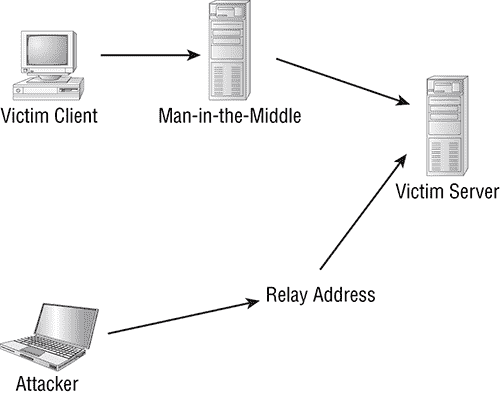 Victim Client
Man-in-the-Middle
Victim Server
Relay Address
Attacker